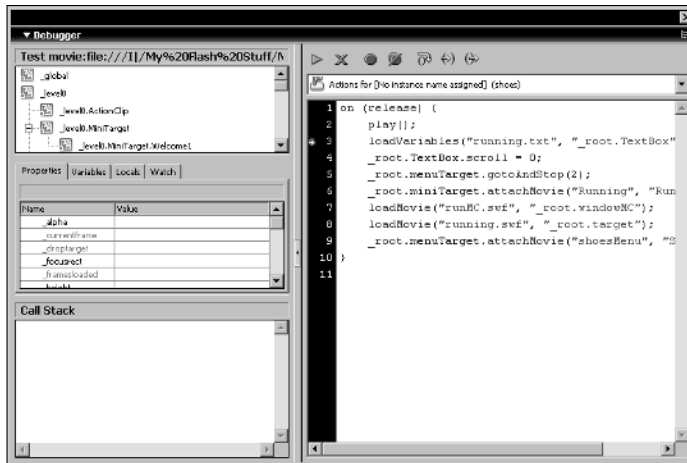 Debugger
Test movie:file:///I|/My%20Flash%20Stuff/N
_global
_level0
_level0.ActionClip
_level0.MiniTarget
_level0.MiniTarget.Welcome1
Properties Variables Locals Watch
Name Value
_alpha
_currentframe
_droptarget
_focusrect
_framesloaded
_height
Call Stack
Actions for [No instance name assigned] (shoes)
1 on (release) {
2 play();
3 loadVariables("running.txt", "_root.TextBox"
4 _root.TextBox.scroll = 0;
5 _root.menuTarget.gotoAndStop(2);
6 _root.miniTarget.attachMovie("Running", "Run
7 loadMovie("runMC.swf", "_root.windowMC");
8 loadMovie("running.swf", "_root.target");
9 _root.menuTarget.attachMovie("shoesMenu", "S
10 }
11